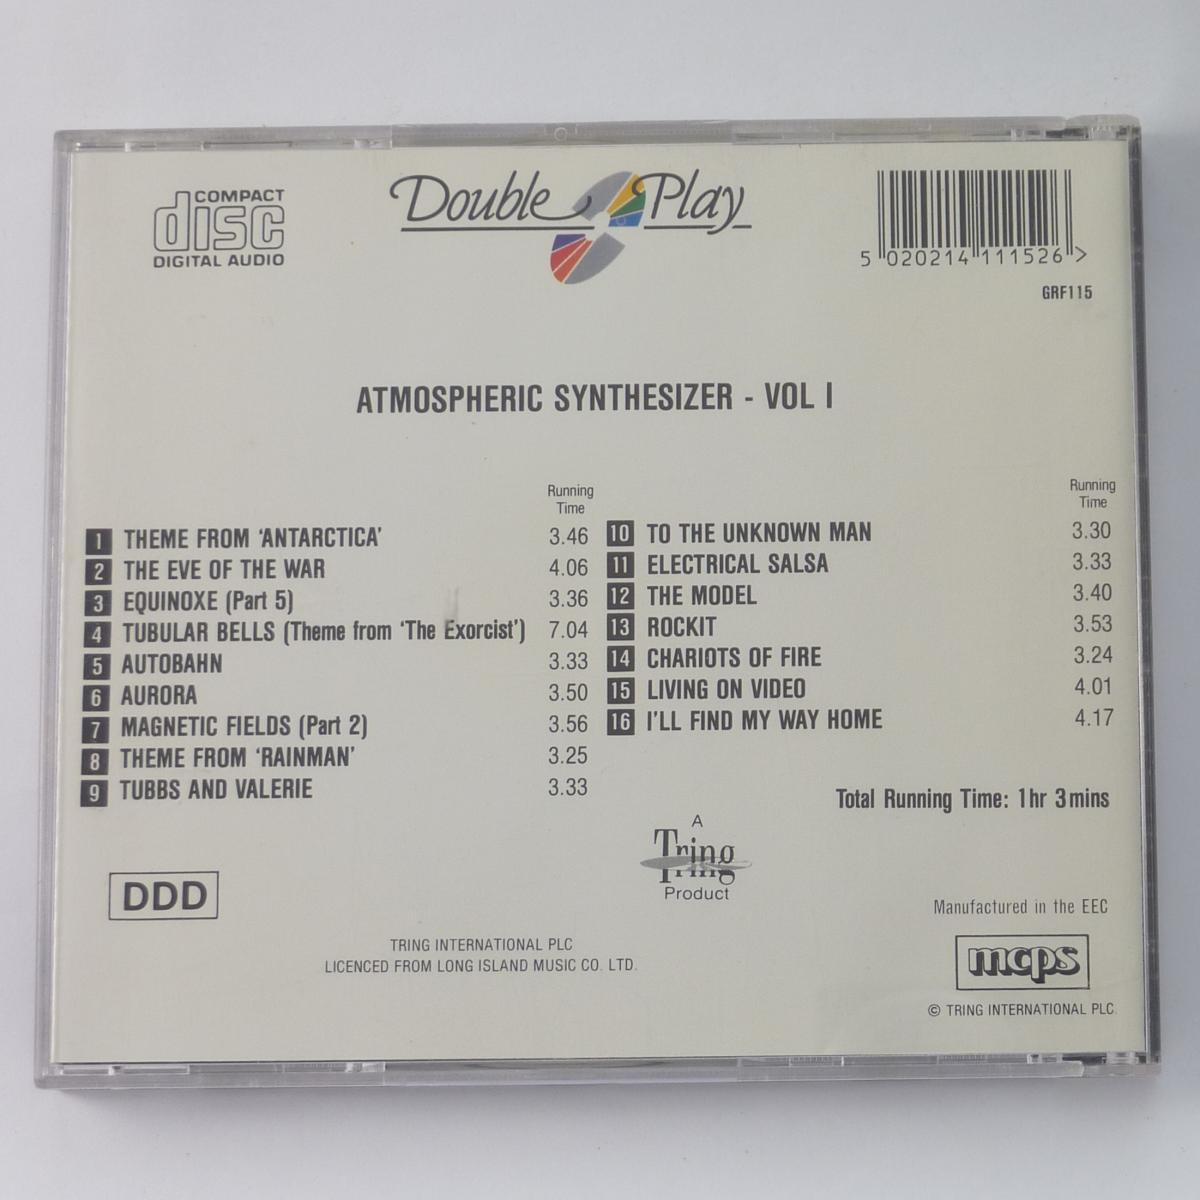 COMPACT
disc
DIGITAL AUDIO
Double Play
5 020214 111526 >
GRF115
ATMOSPHERIC SYNTHESIZER - VOL I
Running
Time
1 THEME FROM 'ANTARCTICA' 3.46
2 THE EVE OF THE WAR 4.06
3 EQUINOXE (Part 5) 3.36
4 TUBULAR BELLS (Theme from 'The Exorcist') 7.04
5 AUTOBAHN 3.33
6 AURORA 3.50
7 MAGNETIC FIELDS (Part 2) 3.56
8 THEME FROM 'RAINMAN' 3.25
9 TUBBS AND VALERIE 3.33
Running
Time
10 TO THE UNKNOWN MAN 3.30
11 ELECTRICAL SALSA 3.33
12 THE MODEL 3.40
13 ROCKIT 3.53
14 CHARIOTS OF FIRE 3.24
15 LIVING ON VIDEO 4.01
16 I'LL FIND MY WAY HOME 4.17
Total Running Time: 1hr 3mins
A
Tring
Product
DDD
Manufactured in the EEC
TRING INTERNATIONAL PLC
LICENCED FROM LONG ISLAND MUSIC CO. LTD.
mcps
© TRING INTERNATIONAL PLC.